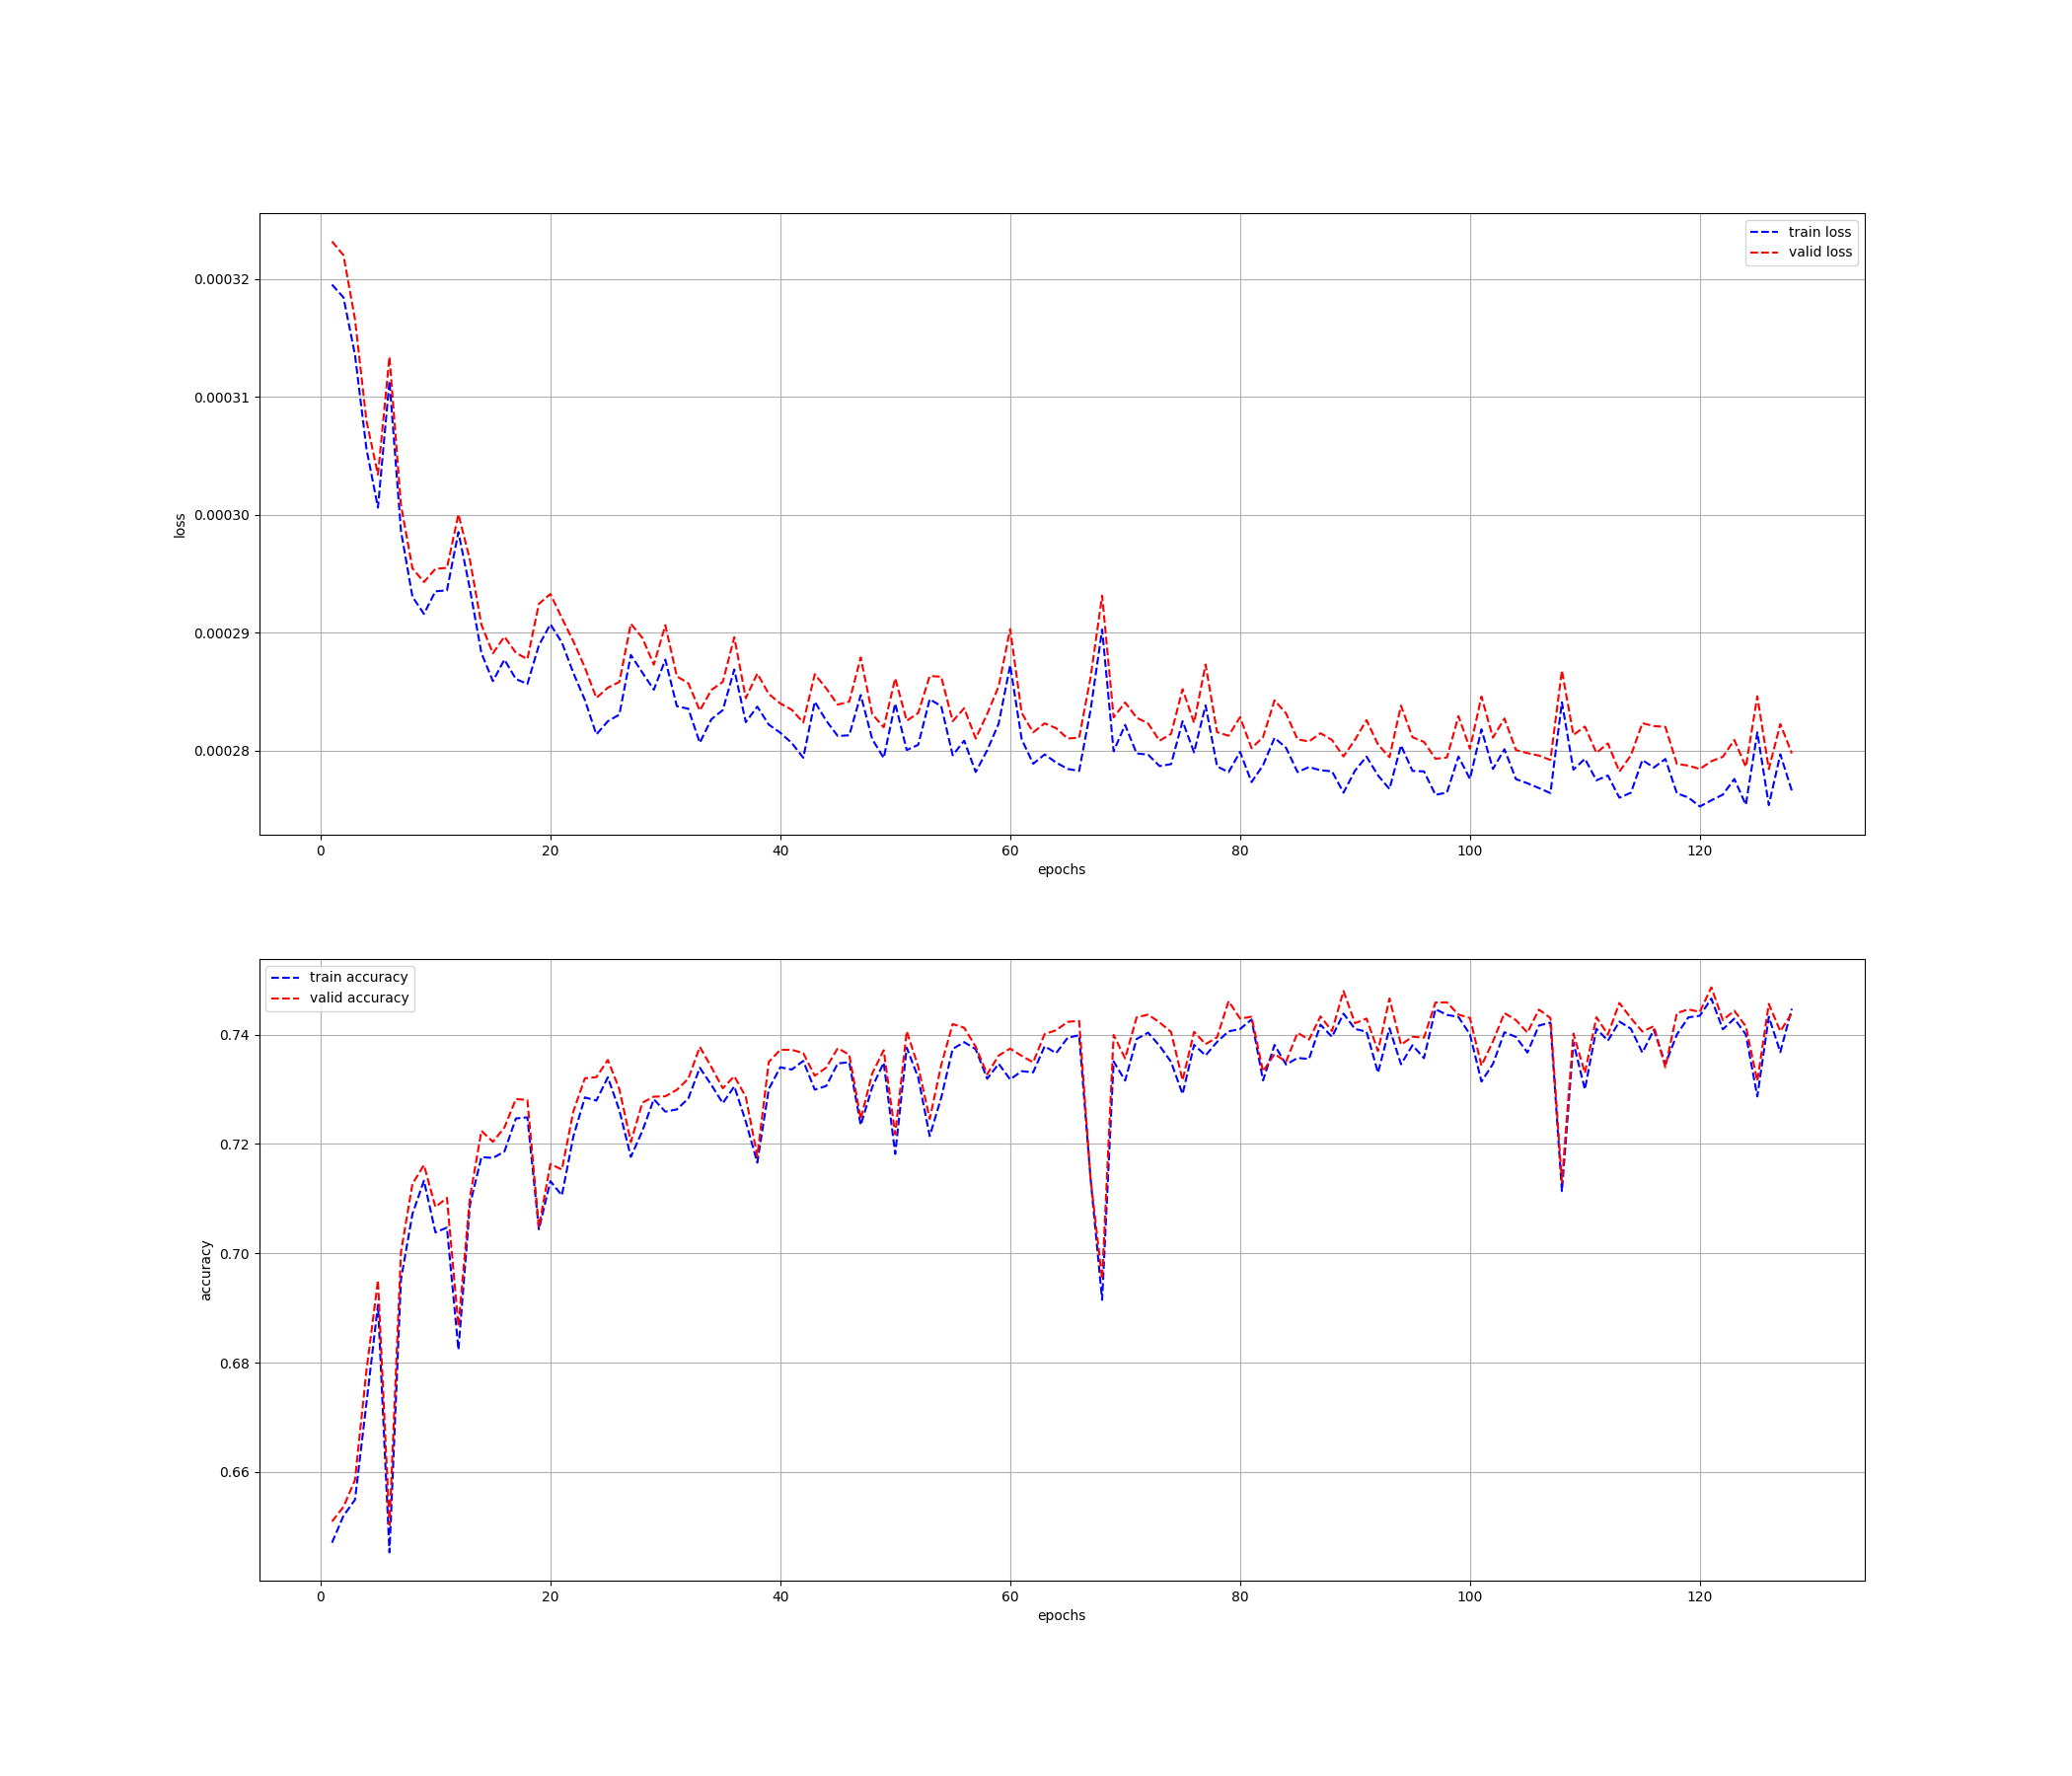 train loss
valid loss
0.00032
0.00031
0.00030
0.00029
0.00028
loss
0 20 40 60 80 100 120
epochs
train accuracy
valid accuracy
0.74
0.72
0.70
0.68
0.66
accuracy
0 20 40 60 80 100 120
epochs